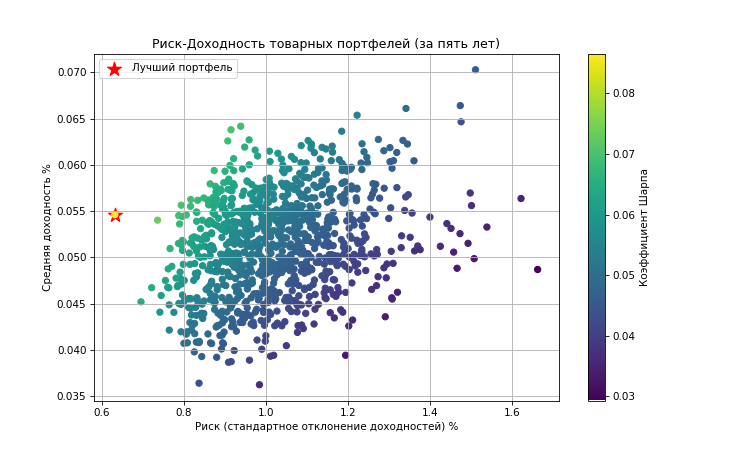 Риск-Доходность товарных портфелей (за пять лет)
Лучший портфель
0.070
0.065
0.060
0.055
0.050
0.045
0.040
0.035
Средняя доходность %
0.6 0.8 1.0 1.2 1.4 1.6
Риск (стандартное отклонение доходностей) %
0.08
0.07
0.06
0.05
0.04
0.03
Коэффициент Шарпа